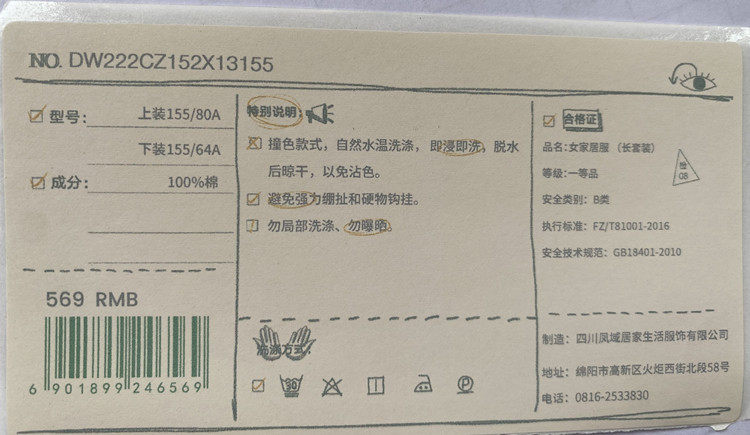 NO. DW222CZ152X13155
型号: 上装155/80A
下装155/64A
成分: 100%棉
569 RMB
6 901899 246569
特别说明:
撞色款式，自然水温洗涤， 即浸即洗，脱水
后晾干，以免沾色。
避免强力绷扯和硬物钩挂。
勿局部洗涤、勿曝晒。
洗涤方式:
30
P
合格证
品名: 女家居服（长套装）
等级: 一等品
安全类别: B类
执行标准: FZ/T81001-2016
安全技术规范: GB18401-2010
检
08
制造: 四川凤域居家生活服饰有限公司
地址: 绵阳市高新区火炬西街北段58号
电话: 0816-2533830